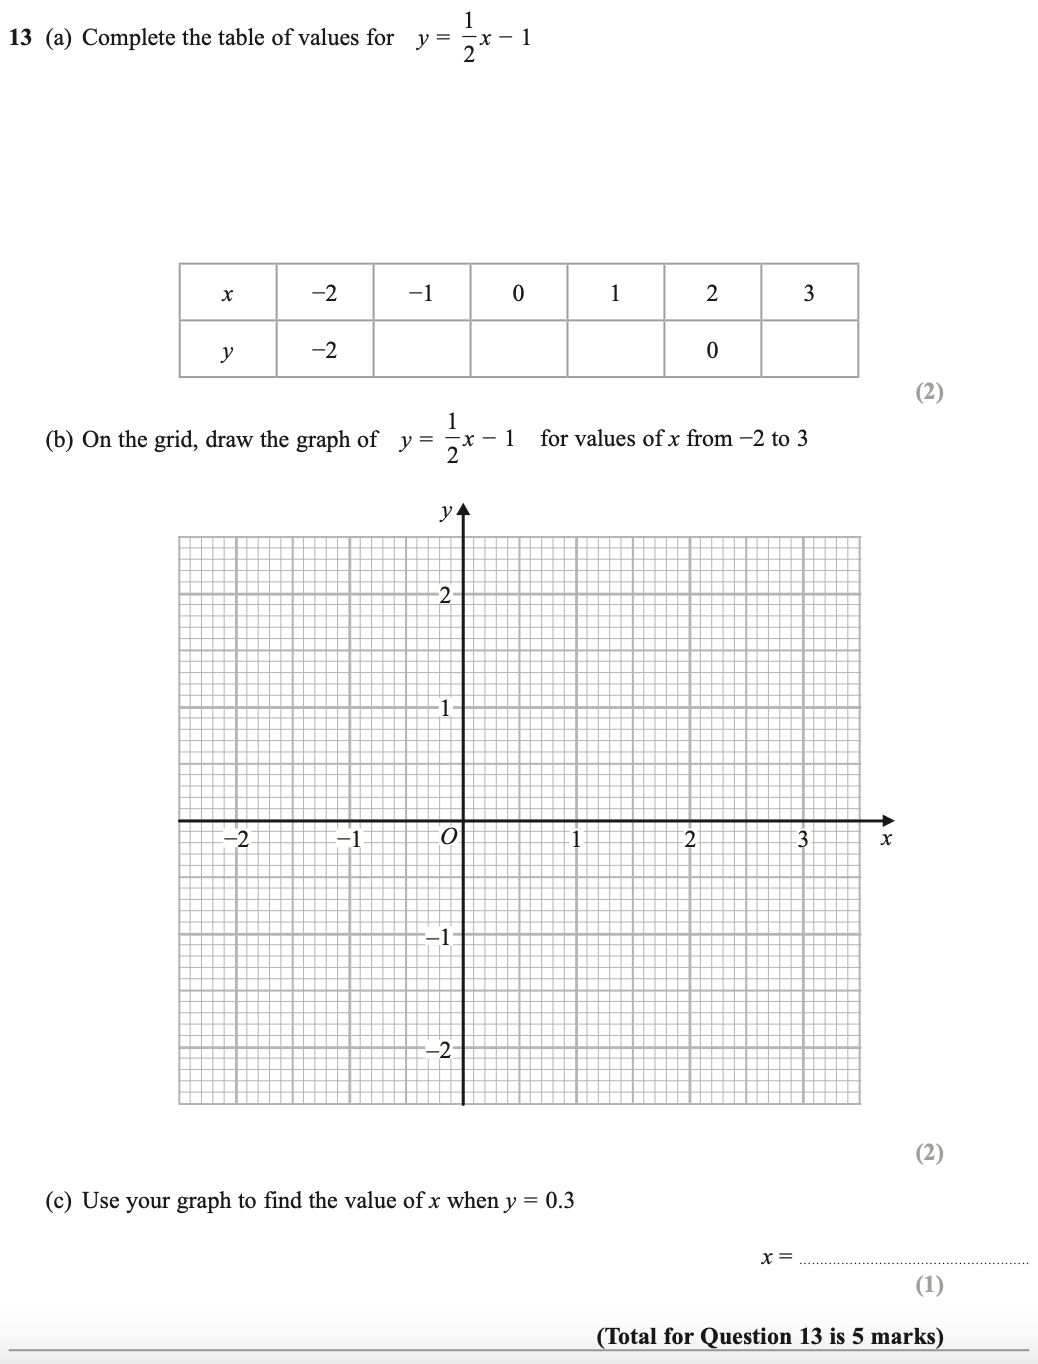 13 (a) Complete the table of values for y = 1/2 x − 1
x −2 −1 0 1 2 3
y −2 0
(2)
(b) On the grid, draw the graph of y = 1/2 x − 1 for values of x from −2 to 3
y
2
1
−2 −1 O 1 2 3 x
−1
−2
(2)
(c) Use your graph to find the value of x when y = 0.3
x = ........................................................
(1)
(Total for Question 13 is 5 marks)